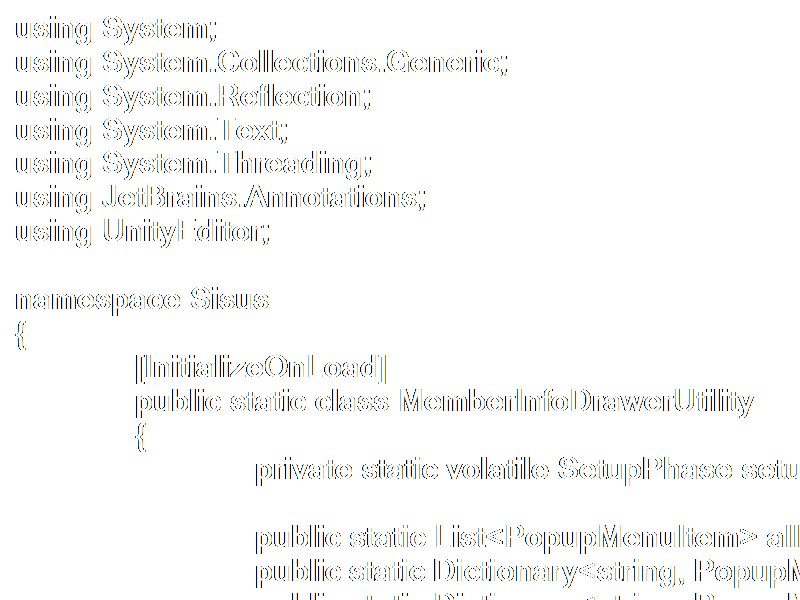 using System;
using System.Collections.Generic;
using System.Reflection;
using System.Text;
using System.Threading;
using JetBrains.Annotations;
using UnityEditor;

namespace Sisus
{
[InitializeOnLoad]
public static class MemberInfoDrawerUtility
{
private static volatile SetupPhase setu
public static List<PopupMenuItem> all
public static Dictionary<string, PopupM